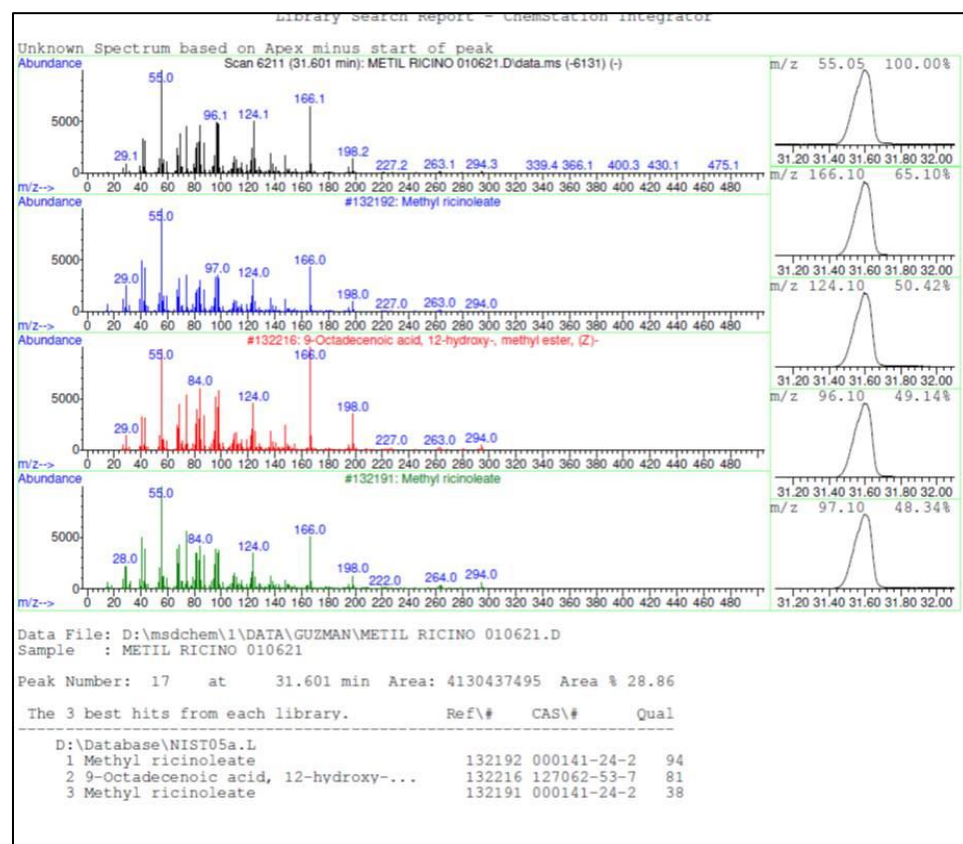 Library Search Report - ChemStation Integrator
Unknown Spectrum based on Apex minus start of peak
Abundance
Scan 6211 (31.601 min): METIL RICINO 010621.D\data.ms (-6131) (-)
55.0
166.1
5000
96.1
124.1
29.1
198.2
227.2 263.1 294.3 339.4 366.1 400.3 430.1 475.1
0
m/z-->
0 20 40 60 80 100 120 140 160 180 200 220 240 260 280 300 320 340 360 380 400 420 440 460 480
Abundance
#132192: Methyl ricinoleate
55.0
5000
29.0
97.0
124.0
166.0
198.0
227.0 263.0 294.0
0
m/z-->
0 20 40 60 80 100 120 140 160 180 200 220 240 260 280 300 320 340 360 380 400 420 440 460 480
Abundance
#132216: 9-Octadecenoic acid, 12-hydroxy-, methyl ester, (Z)-
55.0
166.0
5000
84.0
124.0
198.0
29.0
227.0 263.0 294.0
0
m/z-->
0 20 40 60 80 100 120 140 160 180 200 220 240 260 280 300 320 340 360 380 400 420 440 460 480
Abundance
#132191: Methyl ricinoleate
55.0
5000
28.0
84.0
124.0
166.0
198.0
222.0 264.0 294.0
0
m/z-->
0 20 40 60 80 100 120 140 160 180 200 220 240 260 280 300 320 340 360 380 400 420 440 460 480
m/z 55.05 100.00%
31.20 31.40 31.60 31.80 32.00
m/z 166.10 65.10%
31.20 31.40 31.60 31.80 32.00
m/z 124.10 50.42%
31.20 31.40 31.60 31.80 32.00
m/z 96.10 49.14%
31.20 31.40 31.60 31.80 32.00
m/z 97.10 48.34%
31.20 31.40 31.60 31.80 32.00
Data File: D:\msdchem\1\DATA\GUZMAN\METIL RICINO 010621.D
Sample : METIL RICINO 010621
Peak Number: 17 at 31.601 min Area: 4130437495 Area % 28.86
The 3 best hits from each library. Ref\# CAS\# Qual
D:\Database\NIST05a.L
1 Methyl ricinoleate 132192 000141-24-2 94
2 9-Octadecenoic acid, 12-hydroxy-... 132216 127062-53-7 81
3 Methyl ricinoleate 132191 000141-24-2 38